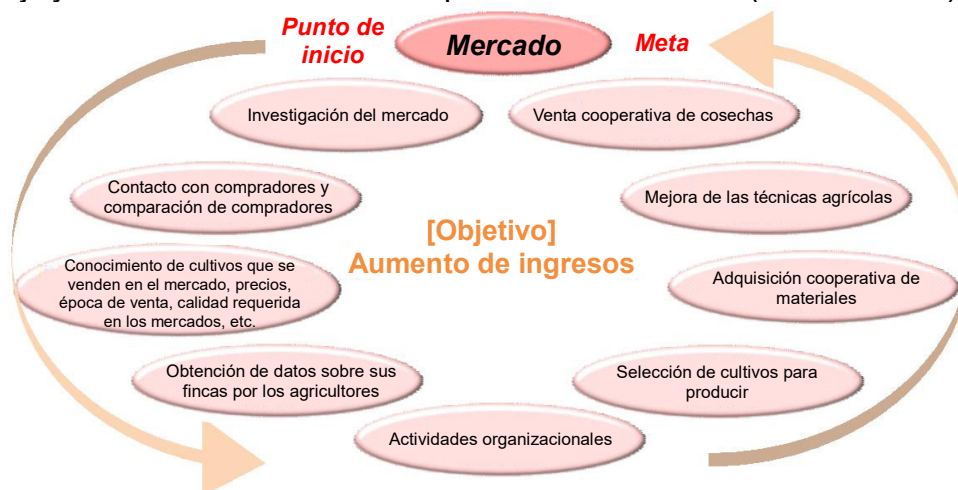 Punto de
inicio
Mercado
Meta
Investigación del mercado
Venta cooperativa de cosechas
Contacto con compradores y
comparación de compradores
Mejora de las técnicas agrícolas
[Objetivo]
Aumento de ingresos
Conocimiento de cultivos que se
venden en el mercado, precios,
época de venta, calidad requerida
en los mercados, etc.
Adquisición cooperativa de
materiales
Obtención de datos sobre sus
fincas por los agricultores
Selección de cultivos para
producir
Actividades organizacionales